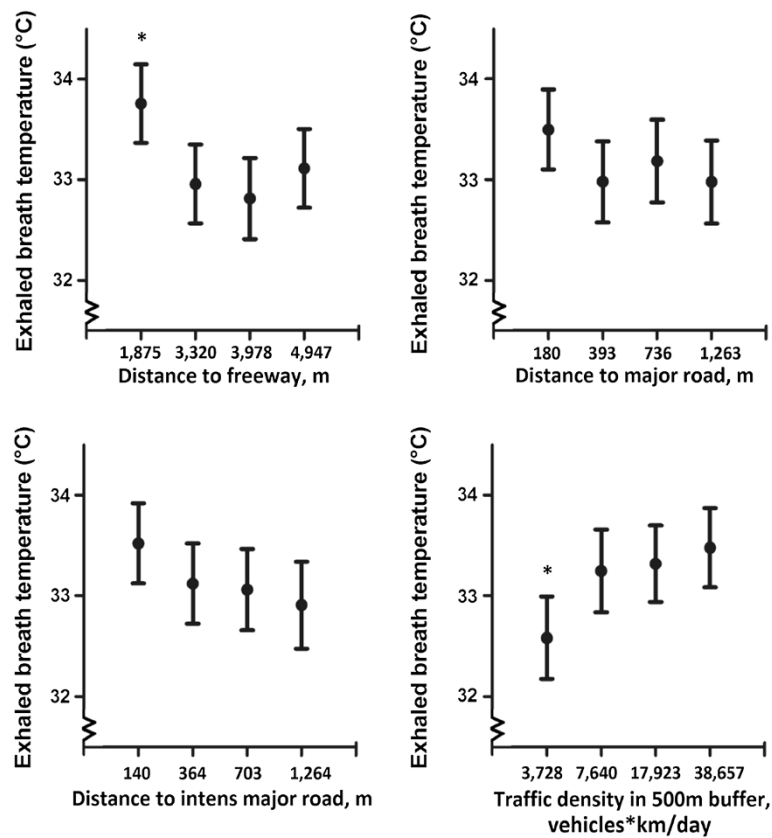 Exhaled breath temperature (°C)
34
33
32
*
1,875 3,320 3,978 4,947
Distance to freeway, m
Exhaled breath temperature (°C)
34
33
32
180 393 736 1,263
Distance to major road, m
Exhaled breath temperature (°C)
34
33
32
140 364 703 1,264
Distance to intens major road, m
Exhaled breath temperature (°C)
34
33
32
*
3,728 7,640 17,923 38,657
Traffic density in 500m buffer,
vehicles*km/day